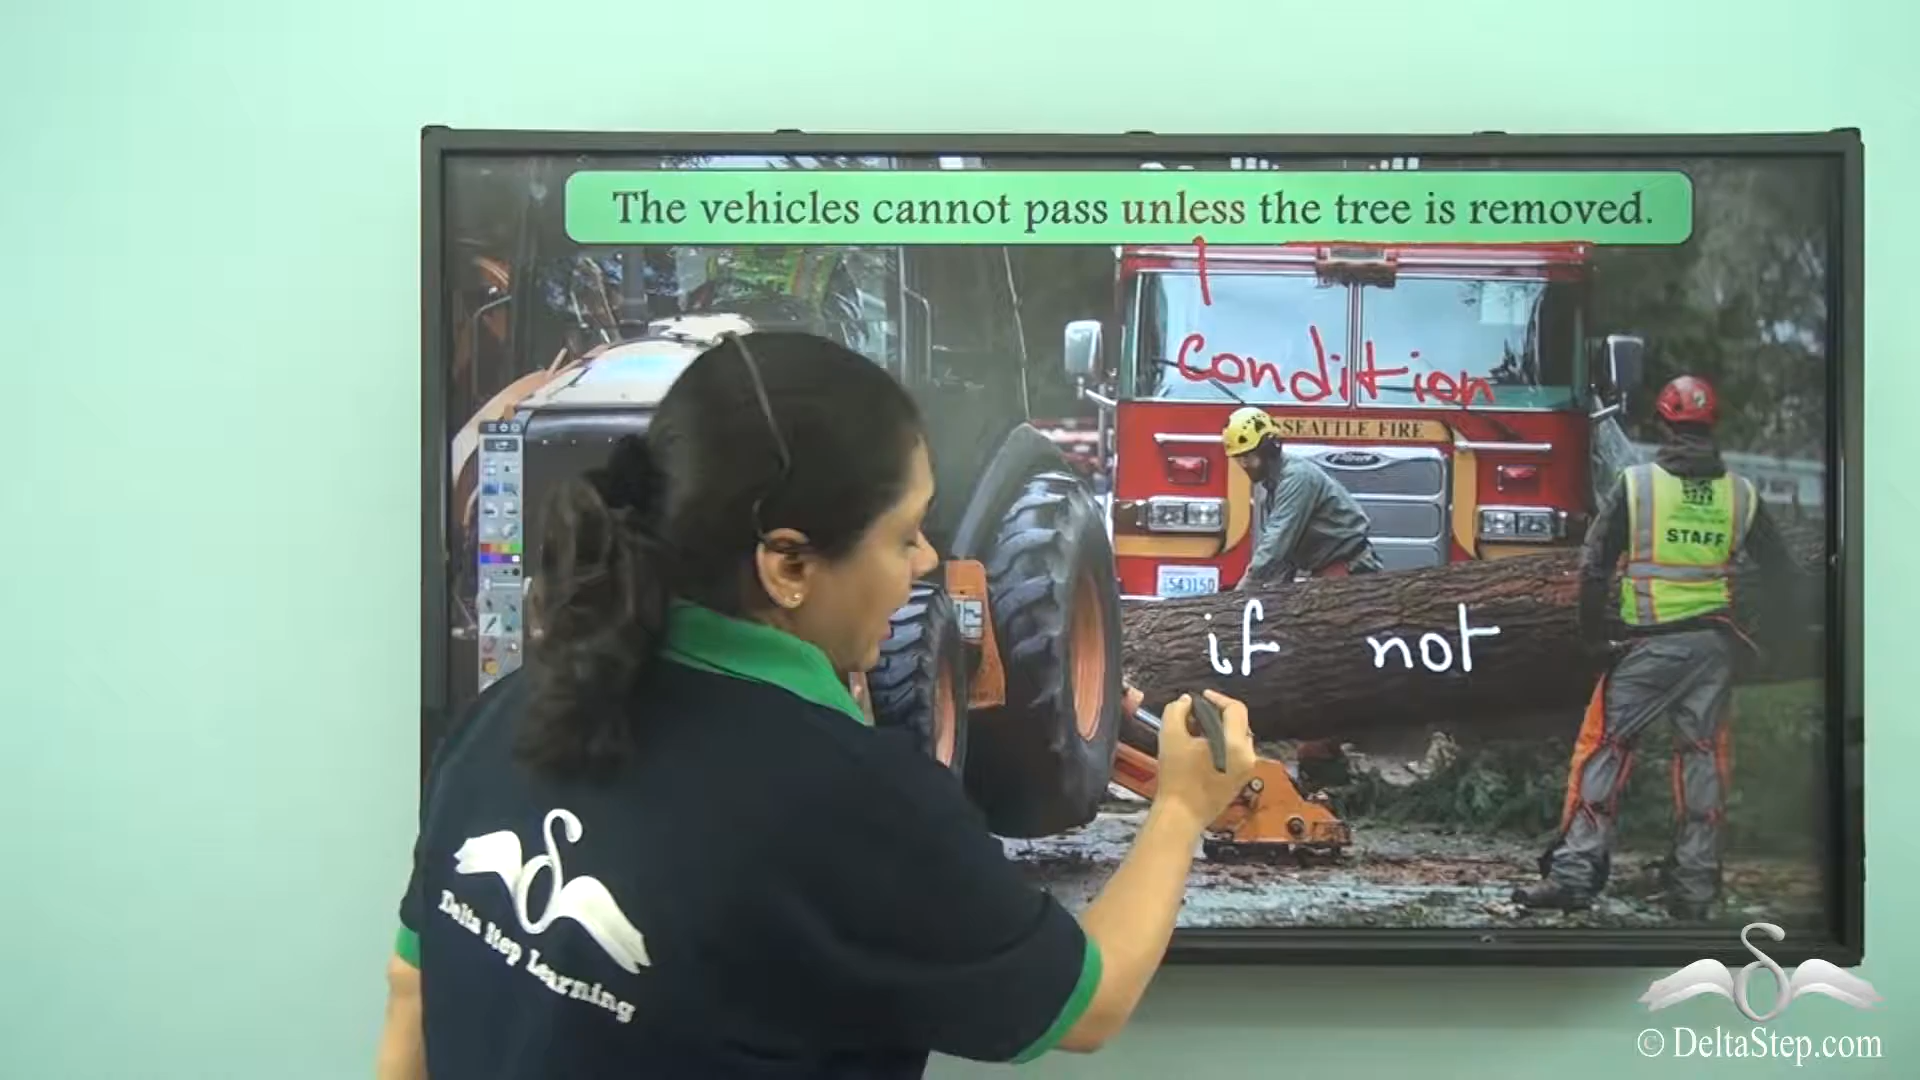 The vehicles cannot pass unless the tree is removed.
condition
SEATTLE FIRE
STAFF
54315D
if not
Delta Step Learning
© DeltaStep.com